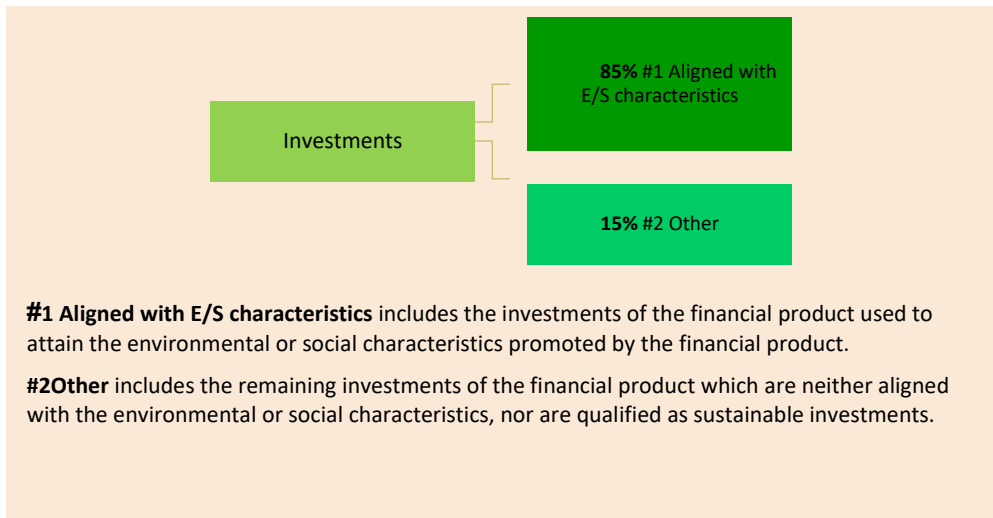 85% #1 Aligned with
E/S characteristics
Investments
15% #2 Other
#1 Aligned with E/S characteristics includes the investments of the financial product used to
attain the environmental or social characteristics promoted by the financial product.
#2Other includes the remaining investments of the financial product which are neither aligned
with the environmental or social characteristics, nor are qualified as sustainable investments.